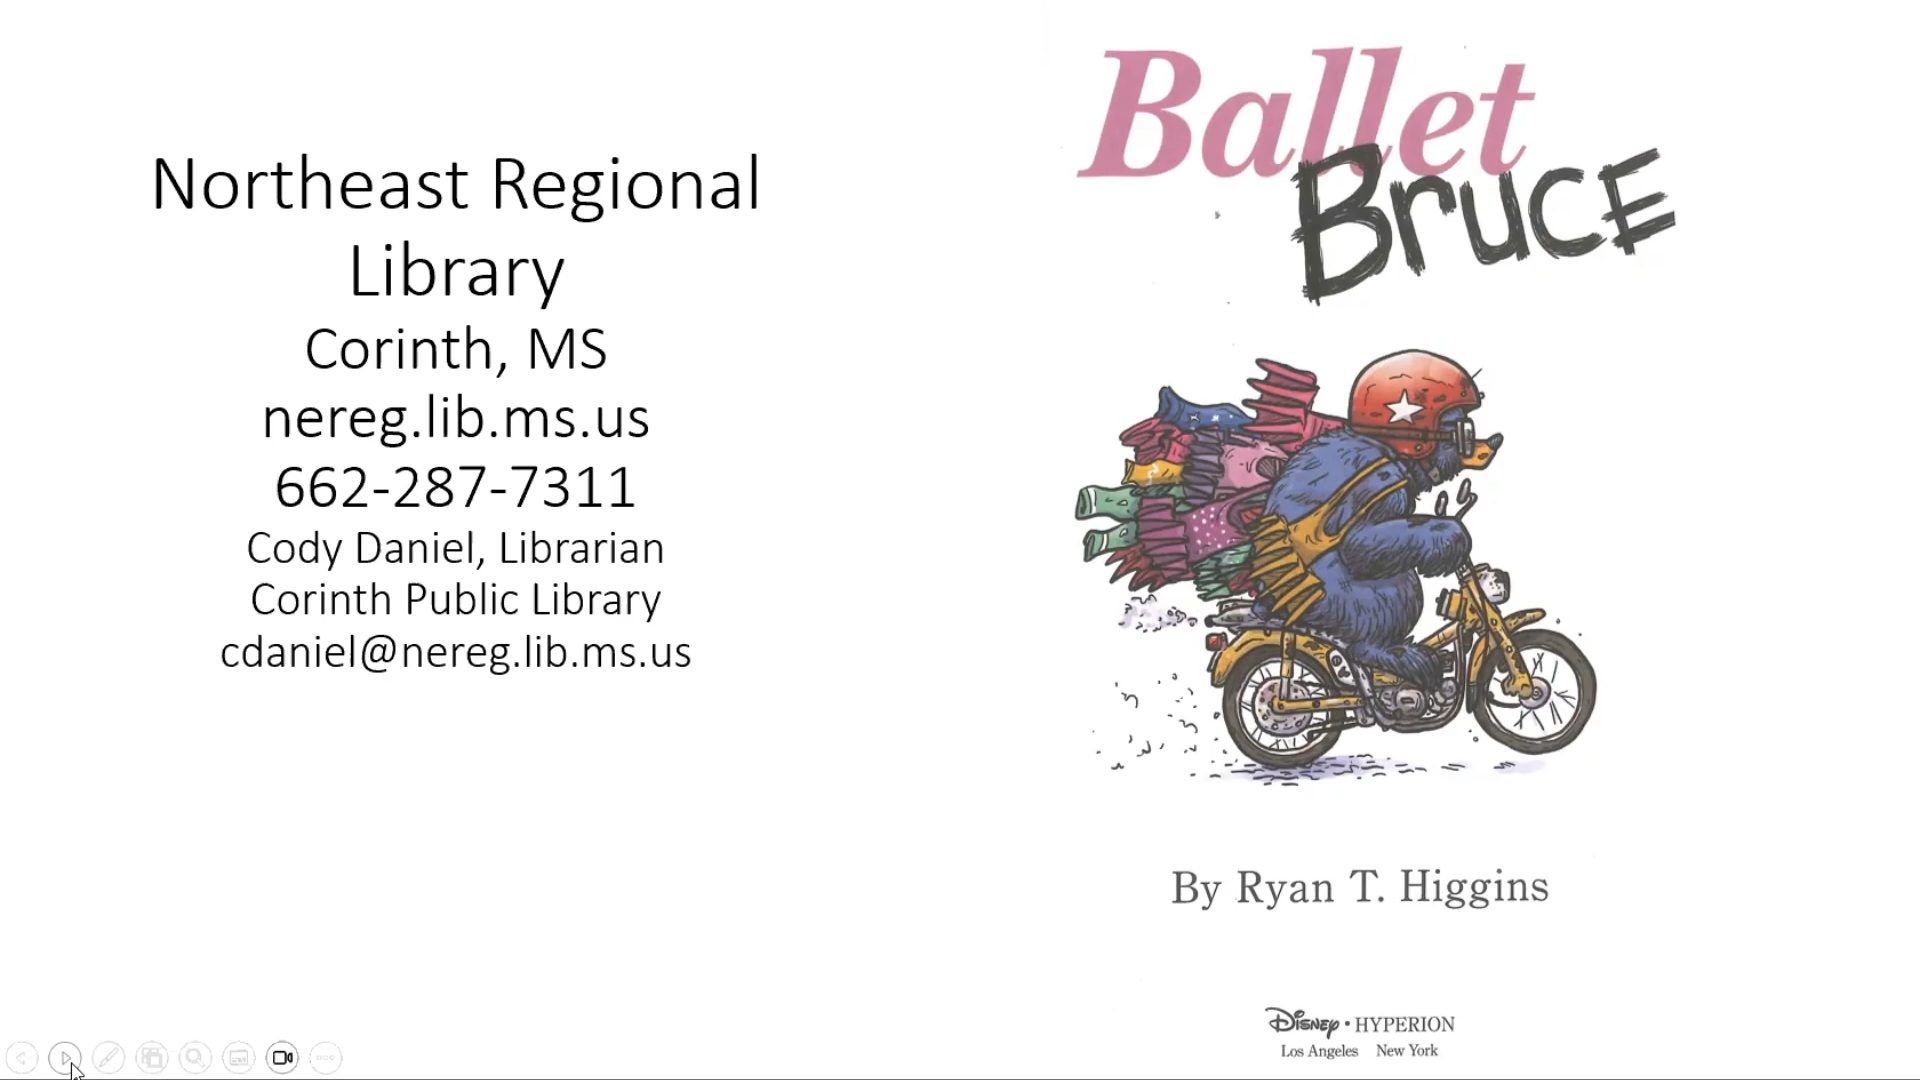 Northeast Regional
Library
Corinth, MS
nereg.lib.ms.us
662-287-7311
Cody Daniel, Librarian
Corinth Public Library
cdaniel@nereg.lib.ms.us
Ballet
Bruce
By Ryan T. Higgins
Disney • HYPERION
Los Angeles New York